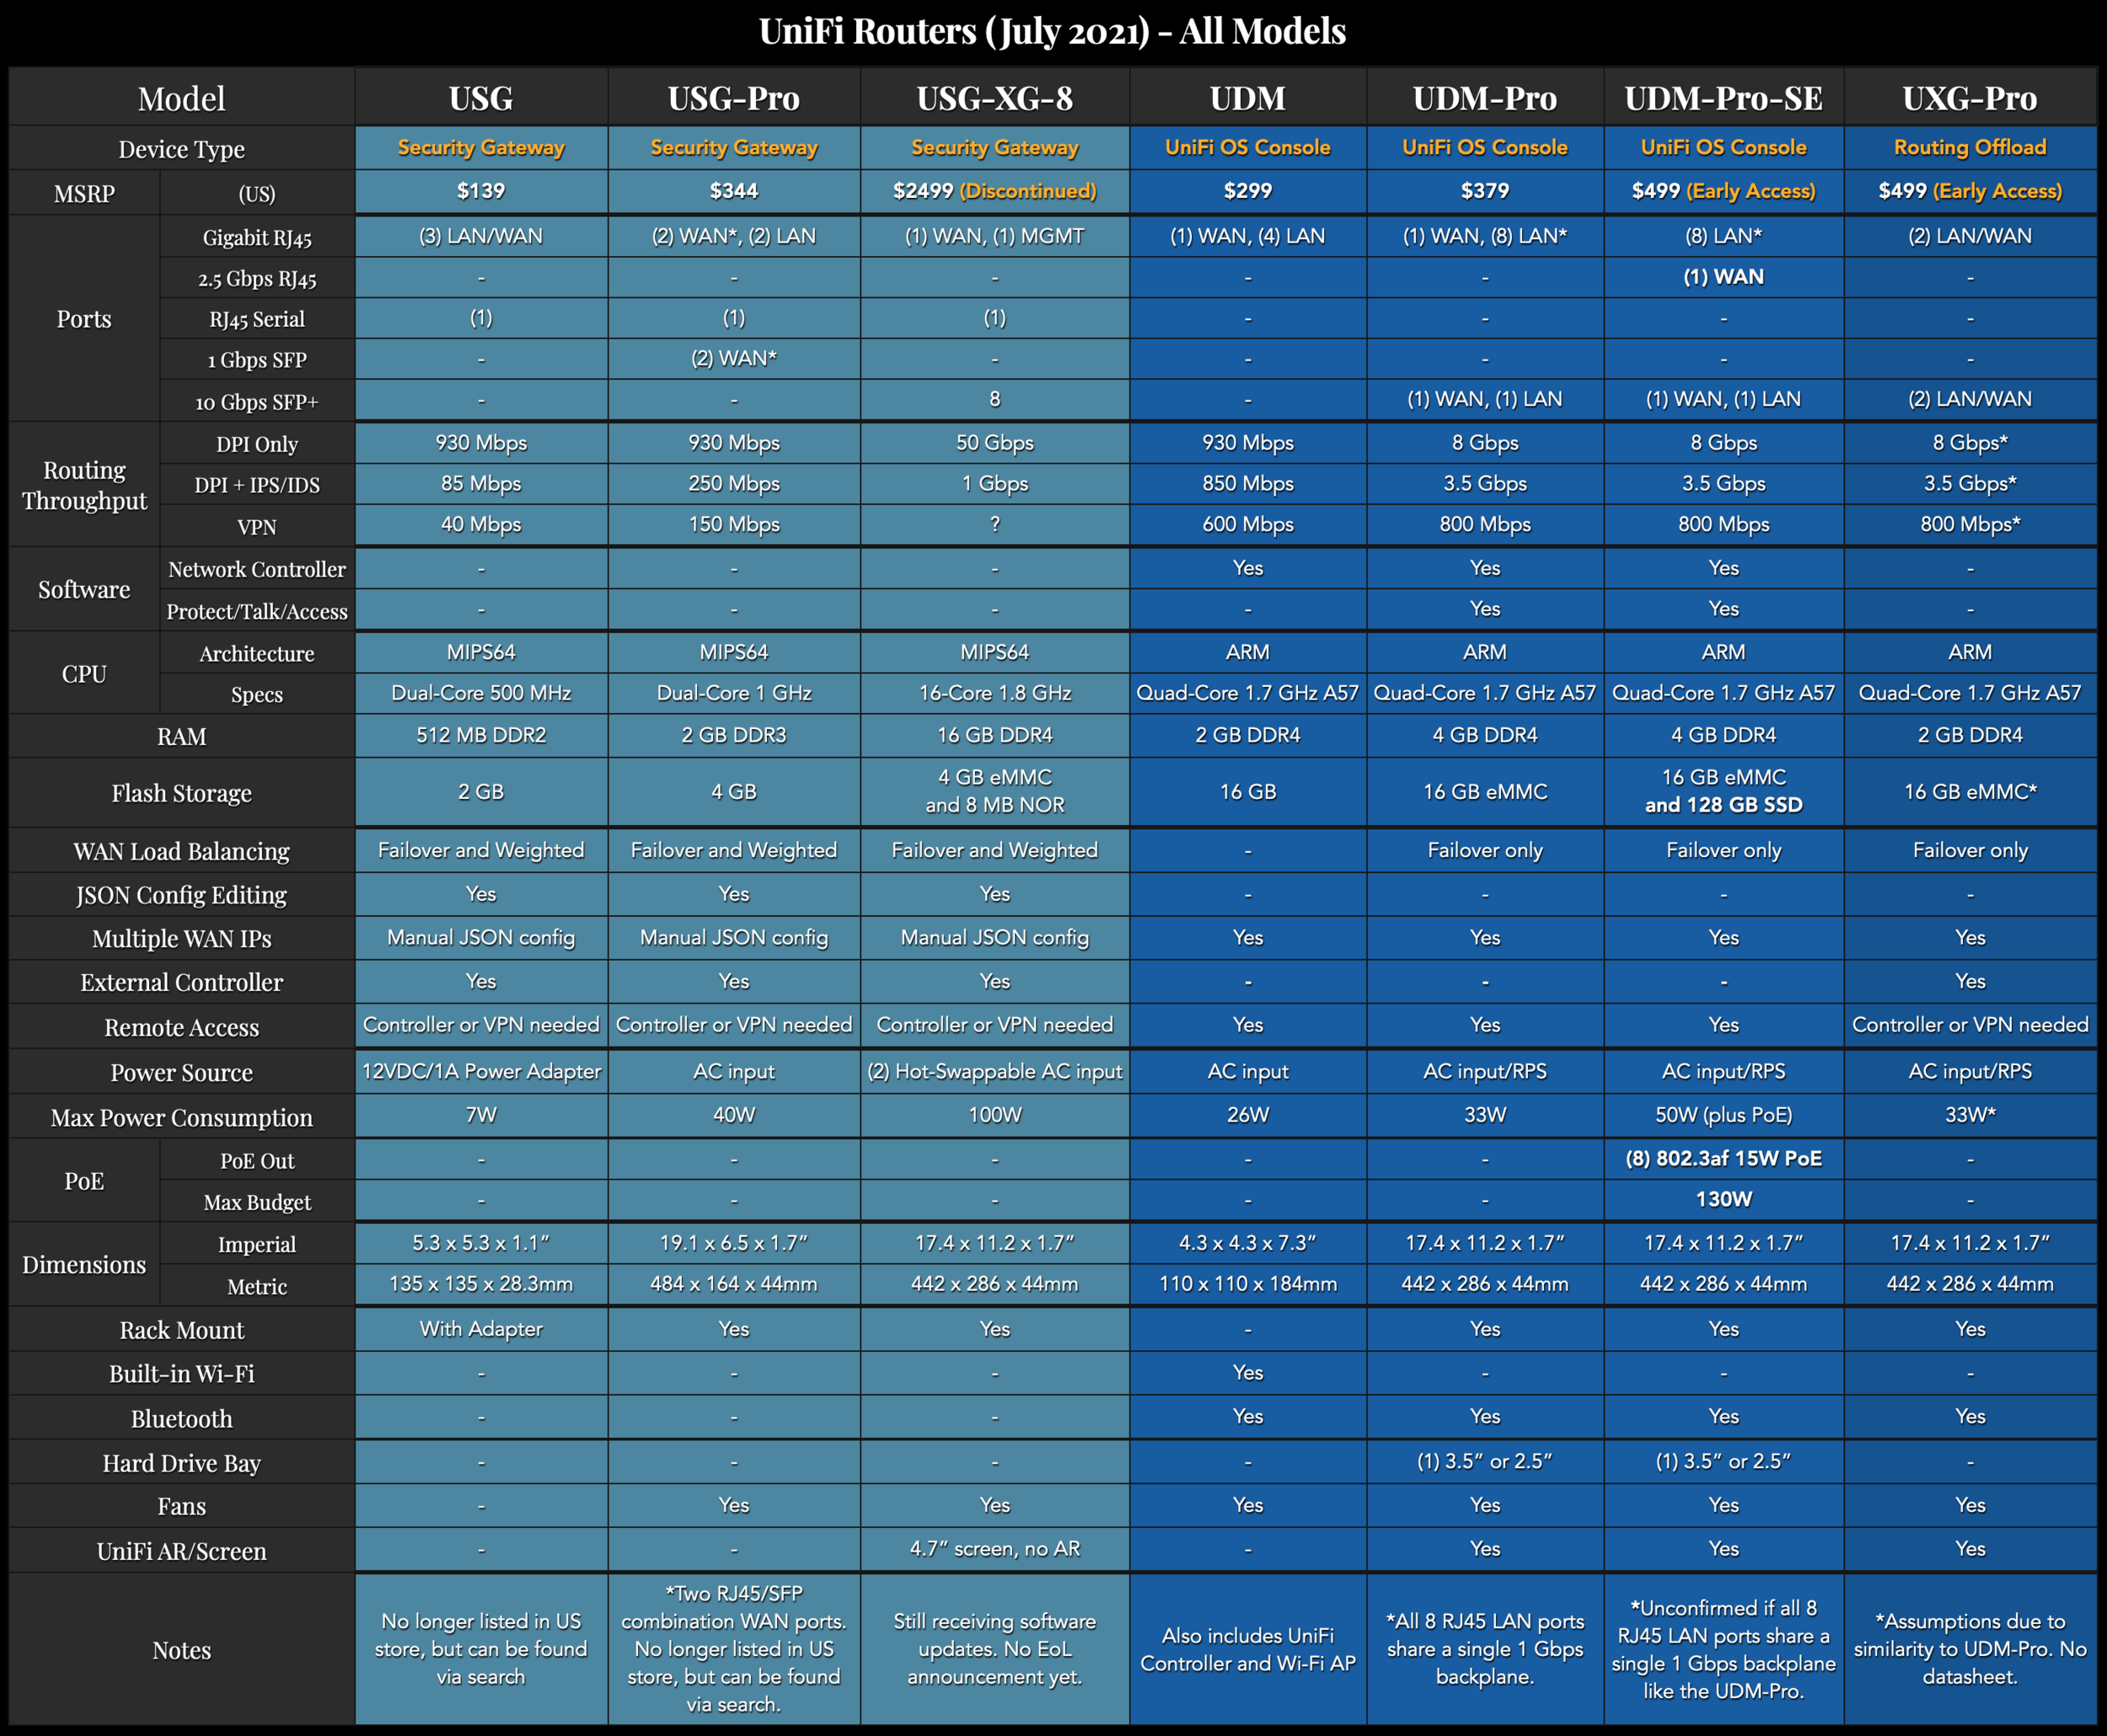 UniFi Routers (July 2021) - All Models
Model USG USG-Pro USG-XG-8 UDM UDM-Pro UDM-Pro-SE UXG-Pro
Device Type Security Gateway Security Gateway Security Gateway UniFi OS Console UniFi OS Console UniFi OS Console Routing Offload
MSRP (US) $139 $344 $2499 (Discontinued) $299 $379 $499 (Early Access) $499 (Early Access)
Ports
Gigabit RJ45 (3) LAN/WAN (2) WAN*, (2) LAN (1) WAN, (1) MGMT (1) WAN, (4) LAN (1) WAN, (8) LAN* (8) LAN* (2) LAN/WAN
2.5 Gbps RJ45 - - - - - (1) WAN -
RJ45 Serial (1) (1) (1) - - - -
1 Gbps SFP - (2) WAN* - - - - -
10 Gbps SFP+ - - 8 - (1) WAN, (1) LAN (1) WAN, (1) LAN (2) LAN/WAN
Routing
Throughput
DPI Only 930 Mbps 930 Mbps 50 Gbps 930 Mbps 8 Gbps 8 Gbps 8 Gbps*
DPI + IPS/IDS 85 Mbps 250 Mbps 1 Gbps 850 Mbps 3.5 Gbps 3.5 Gbps 3.5 Gbps*
VPN 40 Mbps 150 Mbps ? 600 Mbps 800 Mbps 800 Mbps 800 Mbps*
Software
Network Controller - - - Yes Yes Yes -
Protect/Talk/Access - - - - Yes Yes -
CPU
Architecture MIPS64 MIPS64 MIPS64 ARM ARM ARM ARM
Specs Dual-Core 500 MHz Dual-Core 1 GHz 16-Core 1.8 GHz Quad-Core 1.7 GHz A57 Quad-Core 1.7 GHz A57 Quad-Core 1.7 GHz A57 Quad-Core 1.7 GHz A57
RAM 512 MB DDR2 2 GB DDR3 16 GB DDR4 2 GB DDR4 4 GB DDR4 4 GB DDR4 2 GB DDR4
Flash Storage 2 GB 4 GB
4 GB eMMC
and 8 MB NOR
16 GB 16 GB eMMC
16 GB eMMC
and 128 GB SSD
16 GB eMMC*
WAN Load Balancing Failover and Weighted Failover and Weighted Failover and Weighted - Failover only Failover only Failover only
JSON Config Editing Yes Yes Yes - - - -
Multiple WAN IPs Manual JSON config Manual JSON config Manual JSON config Yes Yes Yes Yes
External Controller Yes Yes Yes - - - Yes
Remote Access Controller or VPN needed Controller or VPN needed Controller or VPN needed Yes Yes Yes Controller or VPN needed
Power Source 12VDC/1A Power Adapter AC input (2) Hot-Swappable AC input AC input AC input/RPS AC input/RPS AC input/RPS
Max Power Consumption 7W 40W 100W 26W 33W 50W (plus PoE) 33W*
PoE
PoE Out - - - - - (8) 802.3af 15W PoE -
Max Budget - - - - - 130W -
Dimensions
Imperial 5.3 x 5.3 x 1.1” 19.1 x 6.5 x 1.7” 17.4 x 11.2 x 1.7” 4.3 x 4.3 x 7.3” 17.4 x 11.2 x 1.7” 17.4 x 11.2 x 1.7” 17.4 x 11.2 x 1.7”
Metric 135 x 135 x 28.3mm 484 x 164 x 44mm 442 x 286 x 44mm 110 x 110 x 184mm 442 x 286 x 44mm 442 x 286 x 44mm 442 x 286 x 44mm
Rack Mount With Adapter Yes Yes - Yes Yes Yes
Built-in Wi-Fi - - - Yes - - -
Bluetooth - - - Yes Yes Yes Yes
Hard Drive Bay - - - - (1) 3.5” or 2.5” (1) 3.5” or 2.5” -
Fans - Yes Yes Yes Yes Yes Yes
UniFi AR/Screen - - 4.7” screen, no AR - Yes Yes Yes
Notes
No longer listed in US
store, but can be found
via search
*Two RJ45/SFP
combination WAN ports.
No longer listed in US
store, but can be found
via search.
Still receiving software
updates. No EoL
announcement yet.
Also includes UniFi
Controller and Wi-Fi AP
*All 8 RJ45 LAN ports
share a single 1 Gbps
backplane.
*Unconfirmed if all 8
RJ45 LAN ports share a
single 1 Gbps backplane
like the UDM-Pro.
*Assumptions due to
similarity to UDM-Pro. No
datasheet.